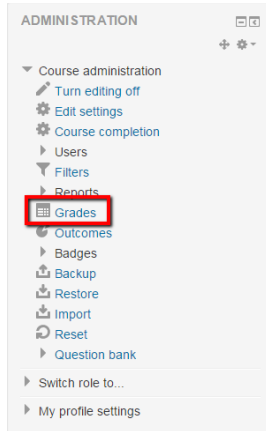 ADMINISTRATION
Course administration
Turn editing off
Edit settings
Course completion
Users
Filters
Reports
Grades
Outcomes
Badges
Backup
Restore
Import
Reset
Question bank
Switch role to...
My profile settings